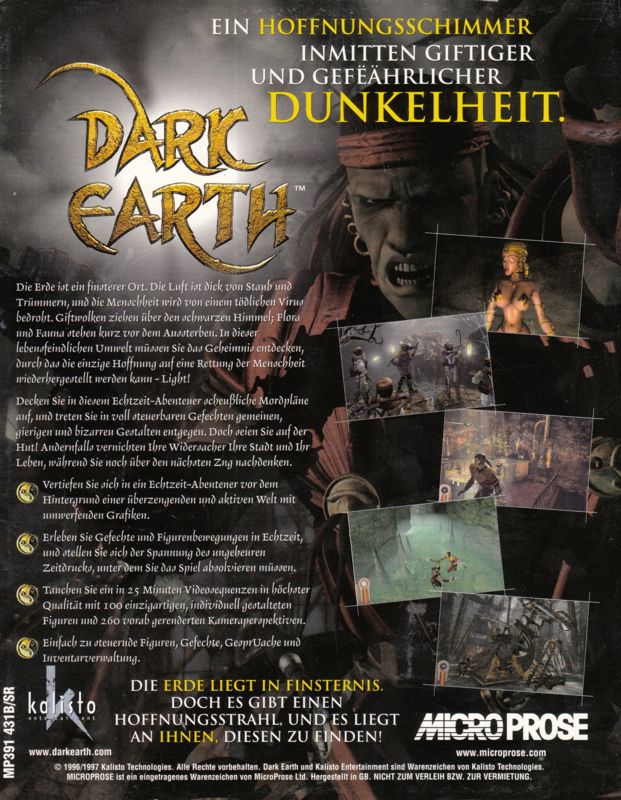 EIN HOFFNUNGSSCHIMMER
INMITTEN GIFTIGER
UND GEFËÄHRLICHER
DUNKELHEIT.
DARK
EARTH™
Die Erde ist ein finsterer Ort. Die Luft ist dick von Staub und
Trümmern, und die Menschheit wird von einem tödlichen Virus
bedroht. Giftwolken ziehen über den schwarzen Himmel; Flora
und Fauna stehen kurz vor dem Aussterben. In dieser
lebensfeindlichen Umwelt müssen Sie das Geheimnis entdecken,
durch das die einzige Hoffnung auf eine Rettung der Menschheit
wiederhergestellt werden kann – Light!
Decken Sie in diesem Echtzeit-Abenteuer scheußliche Mordpläne
auf, und treten Sie in voll steuerbaren Gefechten gemeinen,
gierigen und bizarren Gestalten entgegen. Doch seien Sie auf der
Hut! Andernfalls vernichten Ihre Widersacher Ihre Stadt und Ihr
Leben, während Sie noch über den nächsten Zng nachdenken.
Vertiefen Sie sich in ein Echtzeit-Abenteuer vor dem
Hintergrund einer überzengenden und aktiven Welt mit
umwerfenden Grafiken.
Erleben Sie Gefechte und Figurenbewegungen in Echtzeit,
und stellen Sie sich der Spannung des ungeheuren
Zeitdrucks, unter dem Sie das Spiel absolvieren müssen.
Tauchen Sie ein in 25 Minuten Videosequenzen in höchster
Qualität mit 100 einzigartigen, individuell gestalteten
Figuren und 260 vorab gerenderten Kameraperspektiven.
Einfach zu steuernde Figuren, Gefechte, GesprUache und
Inventarverwaltung.
DIE ERDE LIEGT IN FINSTERNIS.
DOCH ES GIBT EINEN
HOFFNUNGSSTRAHL, UND ES LIEGT
AN IHNEN, DIESEN ZU FINDEN!
k
kalisto
entertainment
MICROPROSE
MP391 431B/SR
www.darkearth.com
www.microprose.com
© 1996/1997 Kalisto Technologies. Alle Rechte vorbehalten. Dark Earth und Kalisto Entertainment sind Warenzeichen von Kalisto Technologies.
MICROPROSE ist ein eingetragenes Warenzeichen von MicroProse Ltd. Hergestellt in GB. NICHT ZUM VERLEIH BZW. ZUR VERMIETUNG.